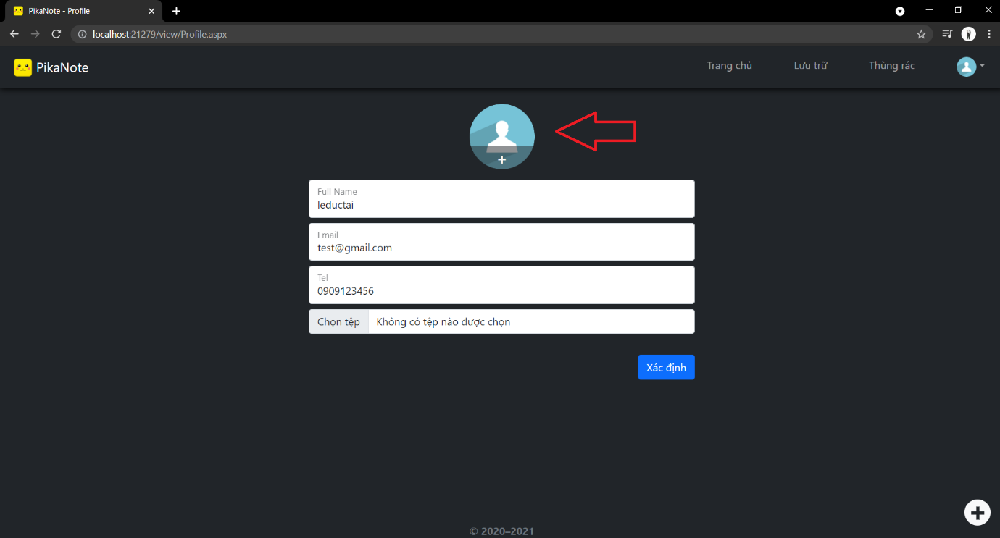 PikaNote - Profile
localhost:21279/view/Profile.aspx
PikaNote
Trang chủ
Lưu trữ
Thùng rác
Full Name
leductai
Email
test@gmail.com
Tel
0909123456
Chọn tệp Không có tệp nào được chọn
Xác định
© 2020–2021